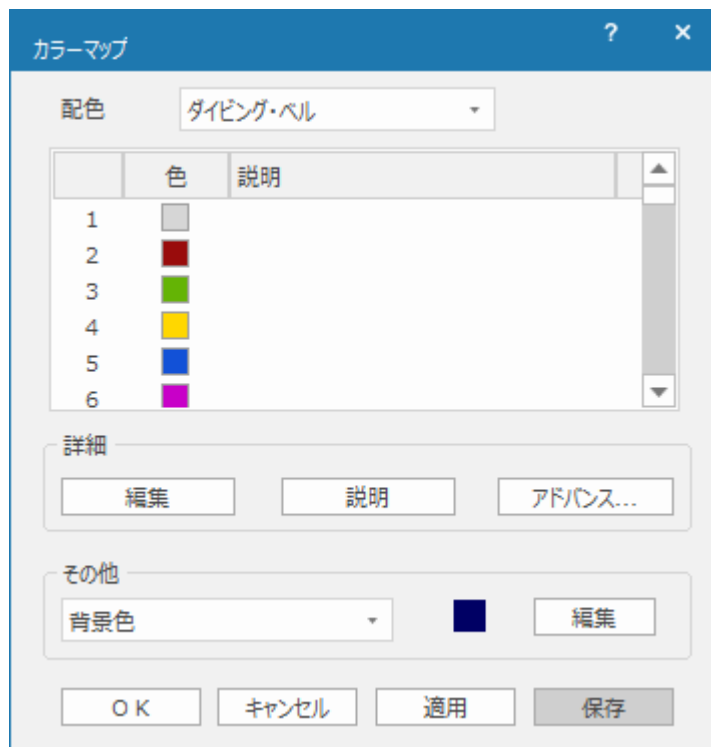 カラーマップ
配色 ダイビング・ベル
色 説明
1
2
3
4
5
6
詳細
編集 説明 アドバンス...
その他
背景色 編集
ＯＫ キャンセル 適用 保存